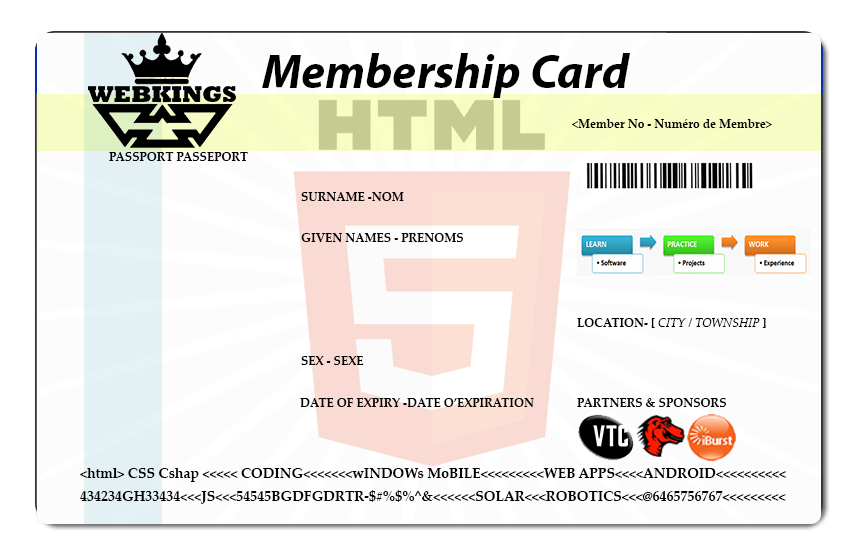 Membership Card
WEBKINGS
HTML
<Member No - Numéro de Membre>
PASSPORT PASSEPORT
SURNAME -NOM
GIVEN NAMES - PRENOMS
LEARN PRACTICE WORK
• Software • Projects • Experience
LOCATION- [ CITY / TOWNSHIP ]
SEX - SEXE
DATE OF EXPIRY -DATE O’EXPIRATION
PARTNERS & SPONSORS
VTC iBurst
<html> CSS Cshap <<<<< CODING<<<<<<<wINDOWs MoBILE<<<<<<<<<WEB APPS<<<<ANDROID<<<<<<<<<<
434234GH33434<<<JS<<<54545BGDFGDRTR-$#%$%^&<<<<<<SOLAR<<<ROBOTICS<<<@6465756767<<<<<<<<<